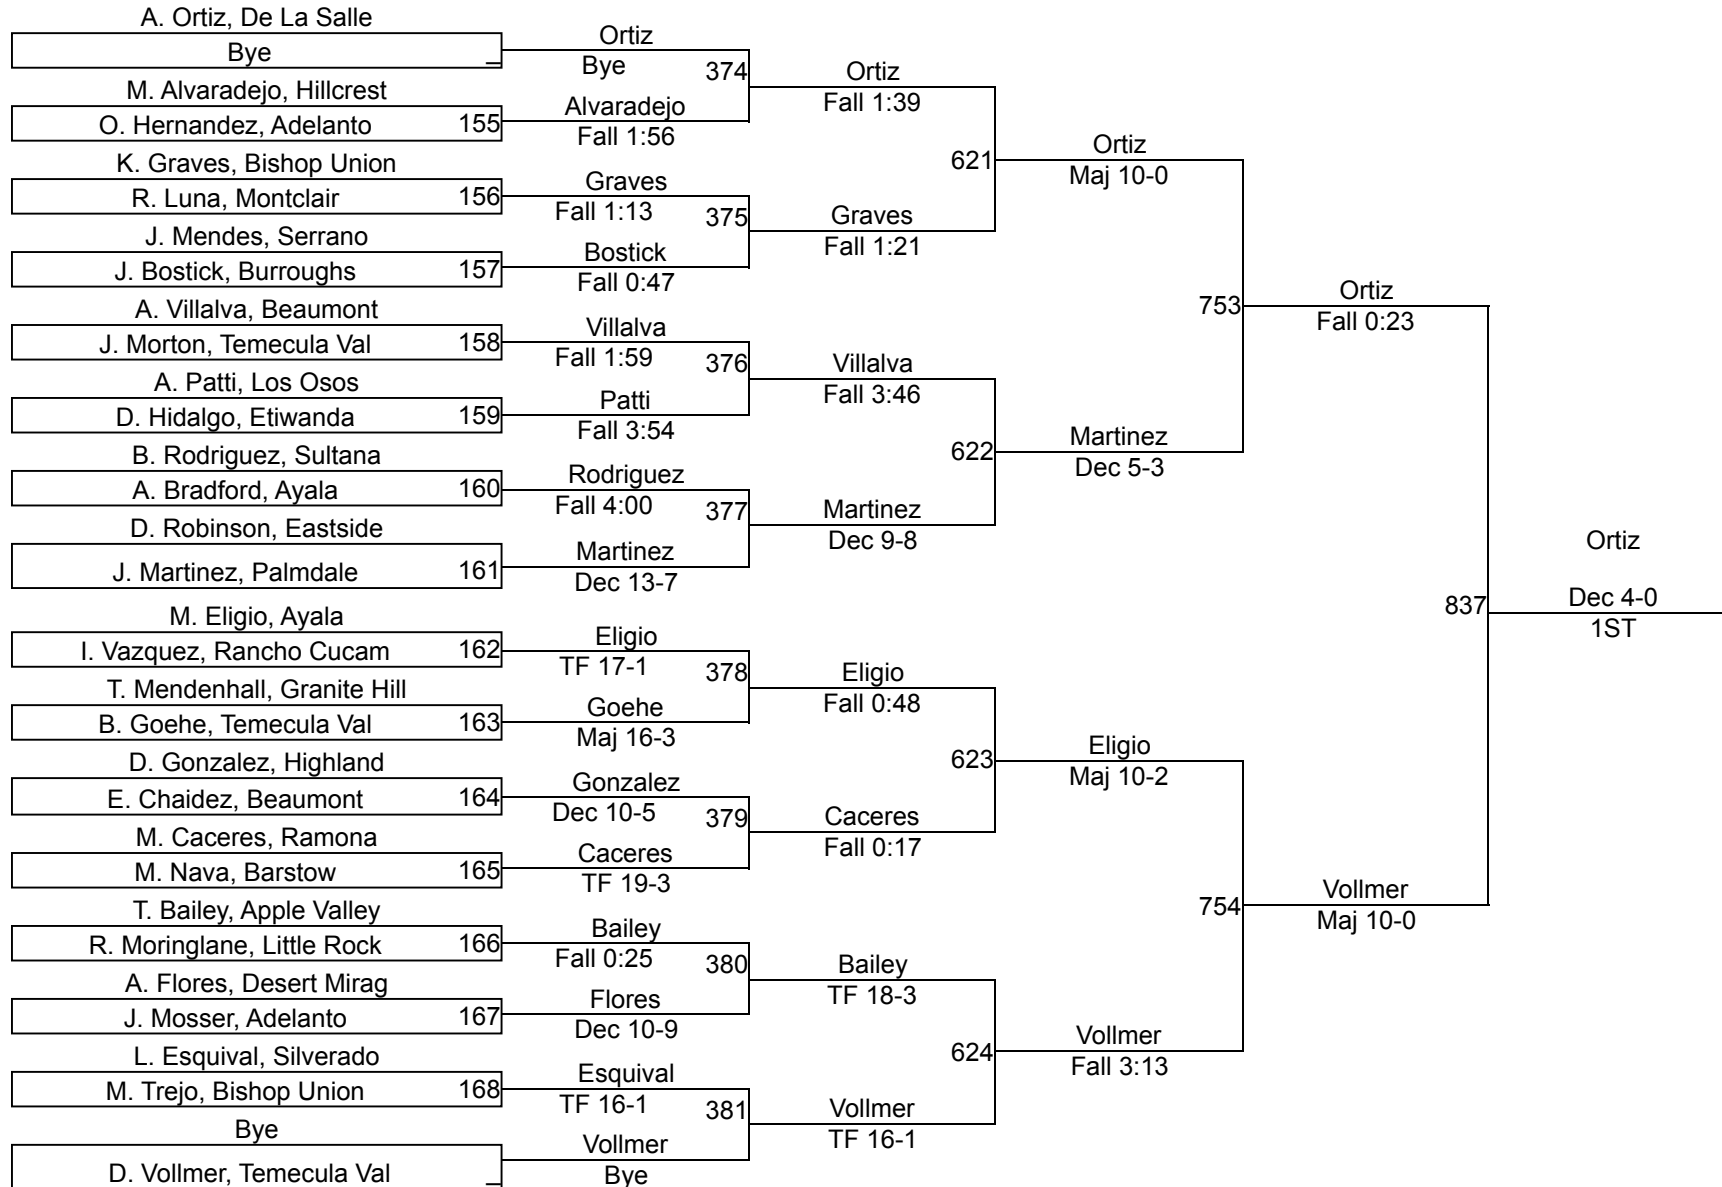 A. Ortiz, De La Salle
Bye
_
M. Alvaradejo, Hillcrest
O. Hernandez, Adelanto 155
K. Graves, Bishop Union
R. Luna, Montclair 156
J. Mendes, Serrano
J. Bostick, Burroughs 157
A. Villalva, Beaumont
J. Morton, Temecula Val 158
A. Patti, Los Osos
D. Hidalgo, Etiwanda 159
B. Rodriguez, Sultana
A. Bradford, Ayala 160
D. Robinson, Eastside
J. Martinez, Palmdale 161
M. Eligio, Ayala
I. Vazquez, Rancho Cucam 162
T. Mendenhall, Granite Hill
B. Goehe, Temecula Val 163
D. Gonzalez, Highland
E. Chaidez, Beaumont 164
M. Caceres, Ramona
M. Nava, Barstow 165
T. Bailey, Apple Valley
R. Moringlane, Little Rock 166
A. Flores, Desert Mirag
J. Mosser, Adelanto 167
L. Esquival, Silverado
M. Trejo, Bishop Union 168
Bye
D. Vollmer, Temecula Val _
Ortiz
Bye 374
Alvaradejo
Fall 1:56
Graves
Fall 1:13 375
Bostick
Fall 0:47
Villalva
Fall 1:59 376
Patti
Fall 3:54
Rodriguez
Fall 4:00 377
Martinez
Dec 13-7
Eligio
TF 17-1 378
Goehe
Maj 16-3
Gonzalez
Dec 10-5 379
Caceres
TF 19-3
Bailey
Fall 0:25 380
Flores
Dec 10-9
Esquival
TF 16-1 381
Vollmer
Bye
Ortiz
Fall 1:39
621
Graves
Fall 1:21
Villalva
Fall 3:46
622
Martinez
Dec 9-8
Eligio
Fall 0:48
623
Caceres
Fall 0:17
Bailey
TF 18-3
624
Vollmer
TF 16-1
Ortiz
Maj 10-0
753
Martinez
Dec 5-3
Eligio
Maj 10-2
754
Vollmer
Fall 3:13
Ortiz
Fall 0:23
837
Vollmer
Maj 10-0
Ortiz
Dec 4-0
1ST